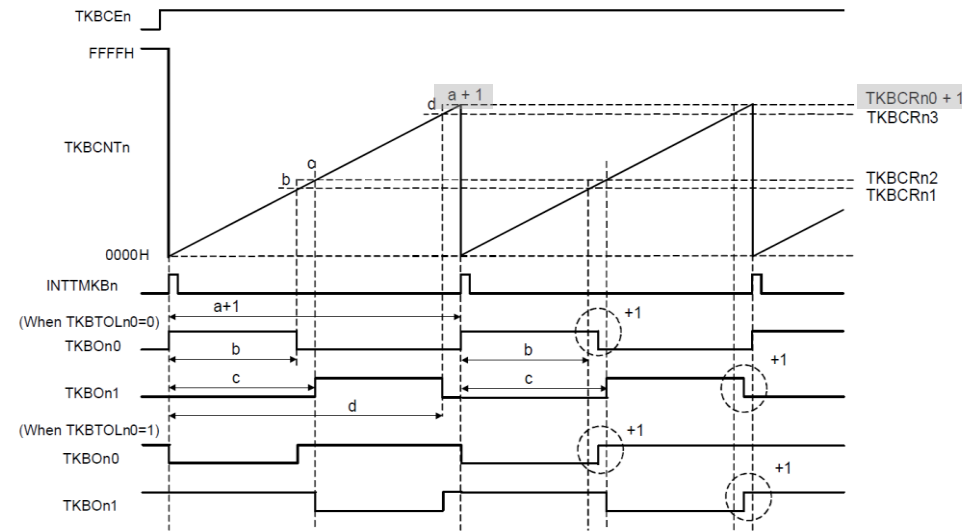 TKBCEn
FFFFH
a + 1
TKBCRn0 + 1
d
TKBCRn3
TKBCNTn
c
b
TKBCRn2
TKBCRn1
0000H
INTTMKBn
a+1
(When TKBTOLn0=0)
+1
TKBOn0
b
b
+1
c
c
TKBOn1
d
(When TKBTOLn0=1)
+1
TKBOn0
+1
TKBOn1